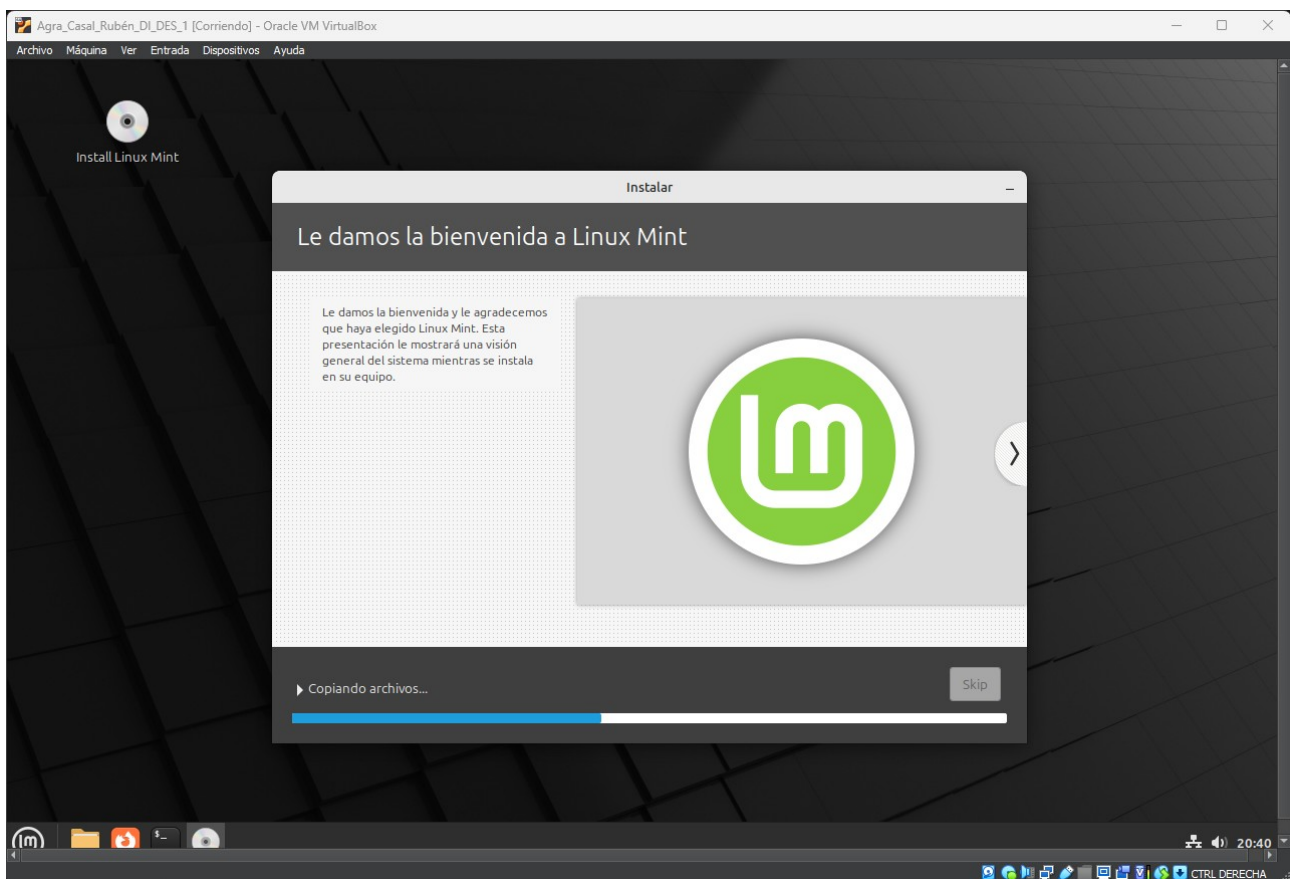 Agra_Casal_Rubén_DI_DES_1 [Corriendo] - Oracle VM VirtualBox
Archivo Máquina Ver Entrada Dispositivos Ayuda
Install Linux Mint
Instalar
Le damos la bienvenida a Linux Mint
Le damos la bienvenida y le agradecemos
que haya elegido Linux Mint. Esta
presentación le mostrará una visión
general del sistema mientras se instala
en su equipo.
Copiando archivos...
Skip
20:40
CTRL DERECHA